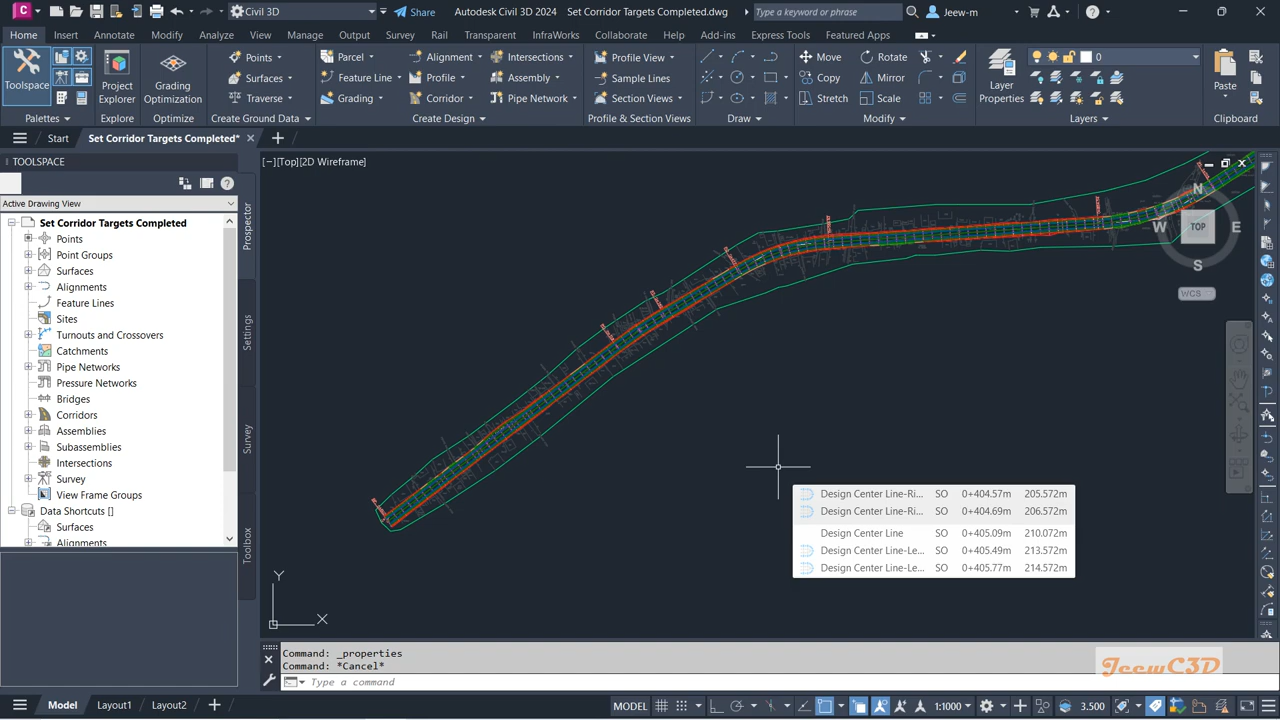 Civil 3D
Share
Autodesk Civil 3D 2024
Set Corridor Targets Completed.dwg
Type a keyword or phrase
Jeew-m
Home
Insert
Annotate
Modify
Analyze
View
Manage
Output
Survey
Rail
Transparent
InfraWorks
Collaborate
Help
Add-ins
Express Tools
Featured Apps
Toolspace
Palettes
Project
Explorer
Explore
Grading
Optimization
Optimize
Points
Surfaces
Traverse
Create Ground Data
Parcel
Feature Line
Grading
Alignment
Profile
Corridor
Intersections
Assembly
Pipe Network
Create Design
Profile View
Sample Lines
Section Views
Profile & Section Views
Draw
Move
Copy
Stretch
Rotate
Mirror
Scale
Modify
Layer
Properties
0
Layers
Paste
Clipboard
Start
Set Corridor Targets Completed*
TOOLSPACE
[−][Top][2D Wireframe]
Active Drawing View
Set Corridor Targets Completed
Points
Point Groups
Surfaces
Alignments
Feature Lines
Sites
Turnouts and Crossovers
Catchments
Pipe Networks
Pressure Networks
Bridges
Corridors
Assemblies
Subassemblies
Intersections
Survey
View Frame Groups
Data Shortcuts []
Surfaces
Alignments
Prospector
Settings
Survey
Toolbox
N
W TOP E
S
WCS
Design Center Line-Ri... SO 0+404.57m 205.572m
Design Center Line-Ri... SO 0+404.69m 206.572m
Design Center Line SO 0+405.09m 210.072m
Design Center Line-Le... SO 0+405.49m 213.572m
Design Center Line-Le... SO 0+405.77m 214.572m
Y
X
Command: _properties
Command: *Cancel*
Type a command
JeewC3D
Model
Layout1
Layout2
MODEL
1:1000
3.500